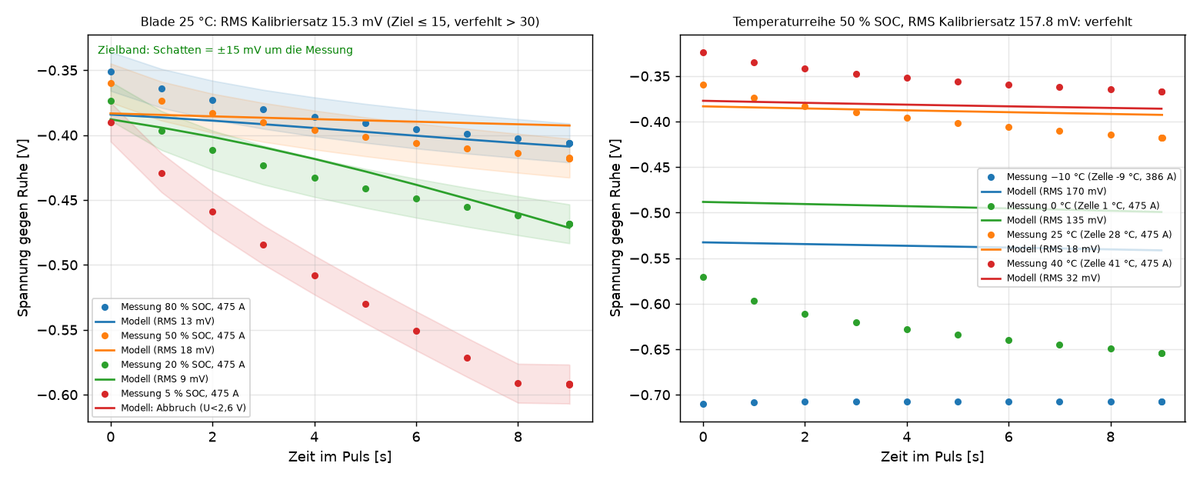 Blade 25 °C: RMS Kalibriersatz 15.3 mV (Ziel ≤ 15, verfehlt > 30)
Zielband: Schatten = ±15 mV um die Messung
Spannung gegen Ruhe [V]
−0.35
−0.40
−0.45
−0.50
−0.55
−0.60
Messung 80 % SOC, 475 A
Modell (RMS 13 mV)
Messung 50 % SOC, 475 A
Modell (RMS 18 mV)
Messung 20 % SOC, 475 A
Modell (RMS 9 mV)
Messung 5 % SOC, 475 A
Modell: Abbruch (U<2,6 V)
0
2
4
6
8
Zeit im Puls [s]
Temperaturreihe 50 % SOC, RMS Kalibriersatz 157.8 mV: verfehlt
Spannung gegen Ruhe [V]
−0.35
−0.40
−0.45
−0.50
−0.55
−0.60
−0.65
−0.70
Messung −10 °C (Zelle -9 °C, 386 A)
Modell (RMS 170 mV)
Messung 0 °C (Zelle 1 °C, 475 A)
Modell (RMS 135 mV)
Messung 25 °C (Zelle 28 °C, 475 A)
Modell (RMS 18 mV)
Messung 40 °C (Zelle 41 °C, 475 A)
Modell (RMS 32 mV)
0
2
4
6
8
Zeit im Puls [s]